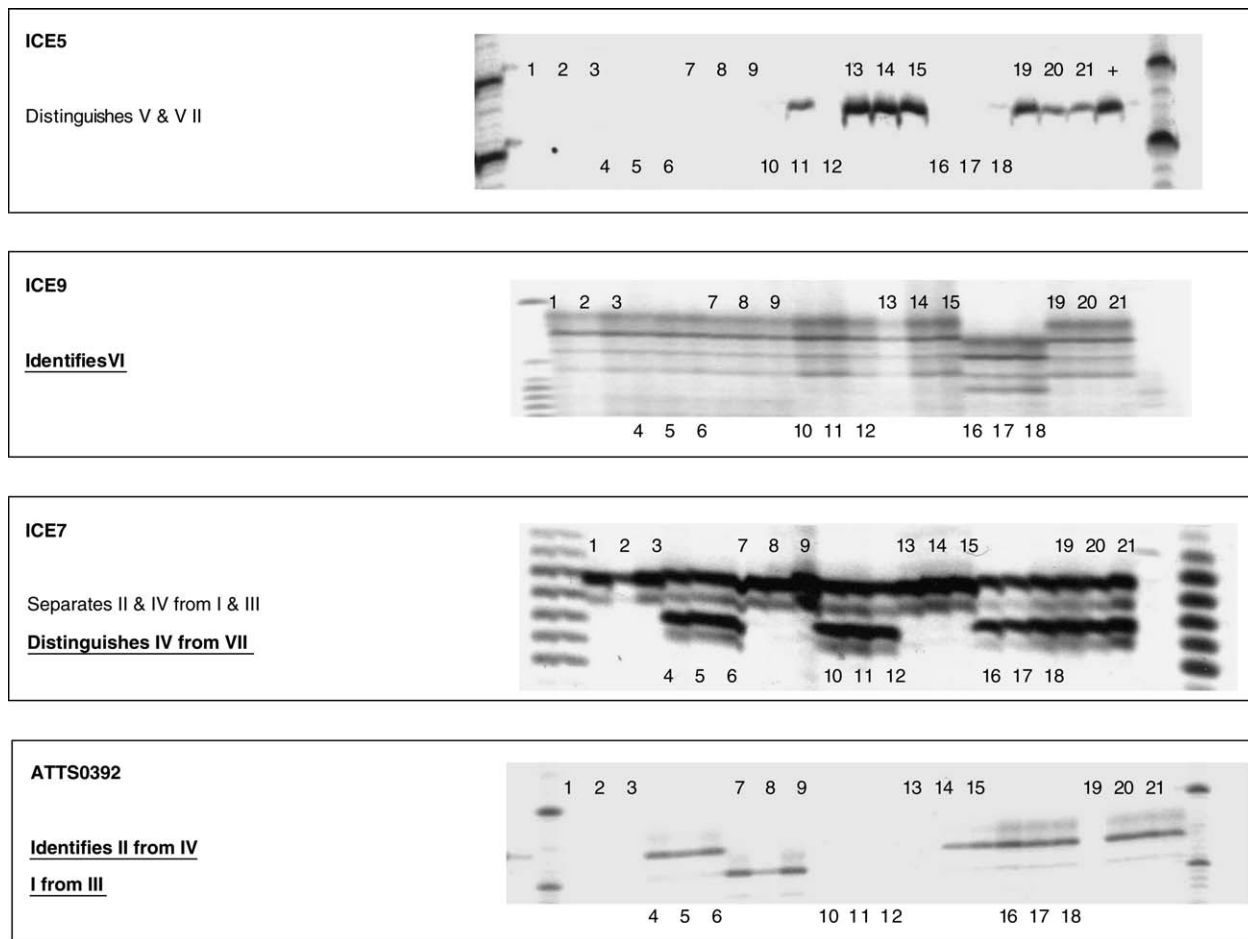 ICE5
Distinguishes V & V II
1 2 3 7 8 9 13 14 15 19 20 21 +
4 5 6 10 11 12 16 17 18
ICE9
IdentifiesVI
1 2 3 7 8 9 13 14 15 19 20 21
4 5 6 10 11 12 16 17 18
ICE7
Separates II & IV from I & III
Distinguishes IV from VII
1 2 3 7 8 9 13 14 15 19 20 21
4 5 6 10 11 12 16 17 18
ATTS0392
Identifies II from IV
I from III
1 2 3 7 8 9 13 14 15 19 20 21
4 5 6 10 11 12 16 17 18